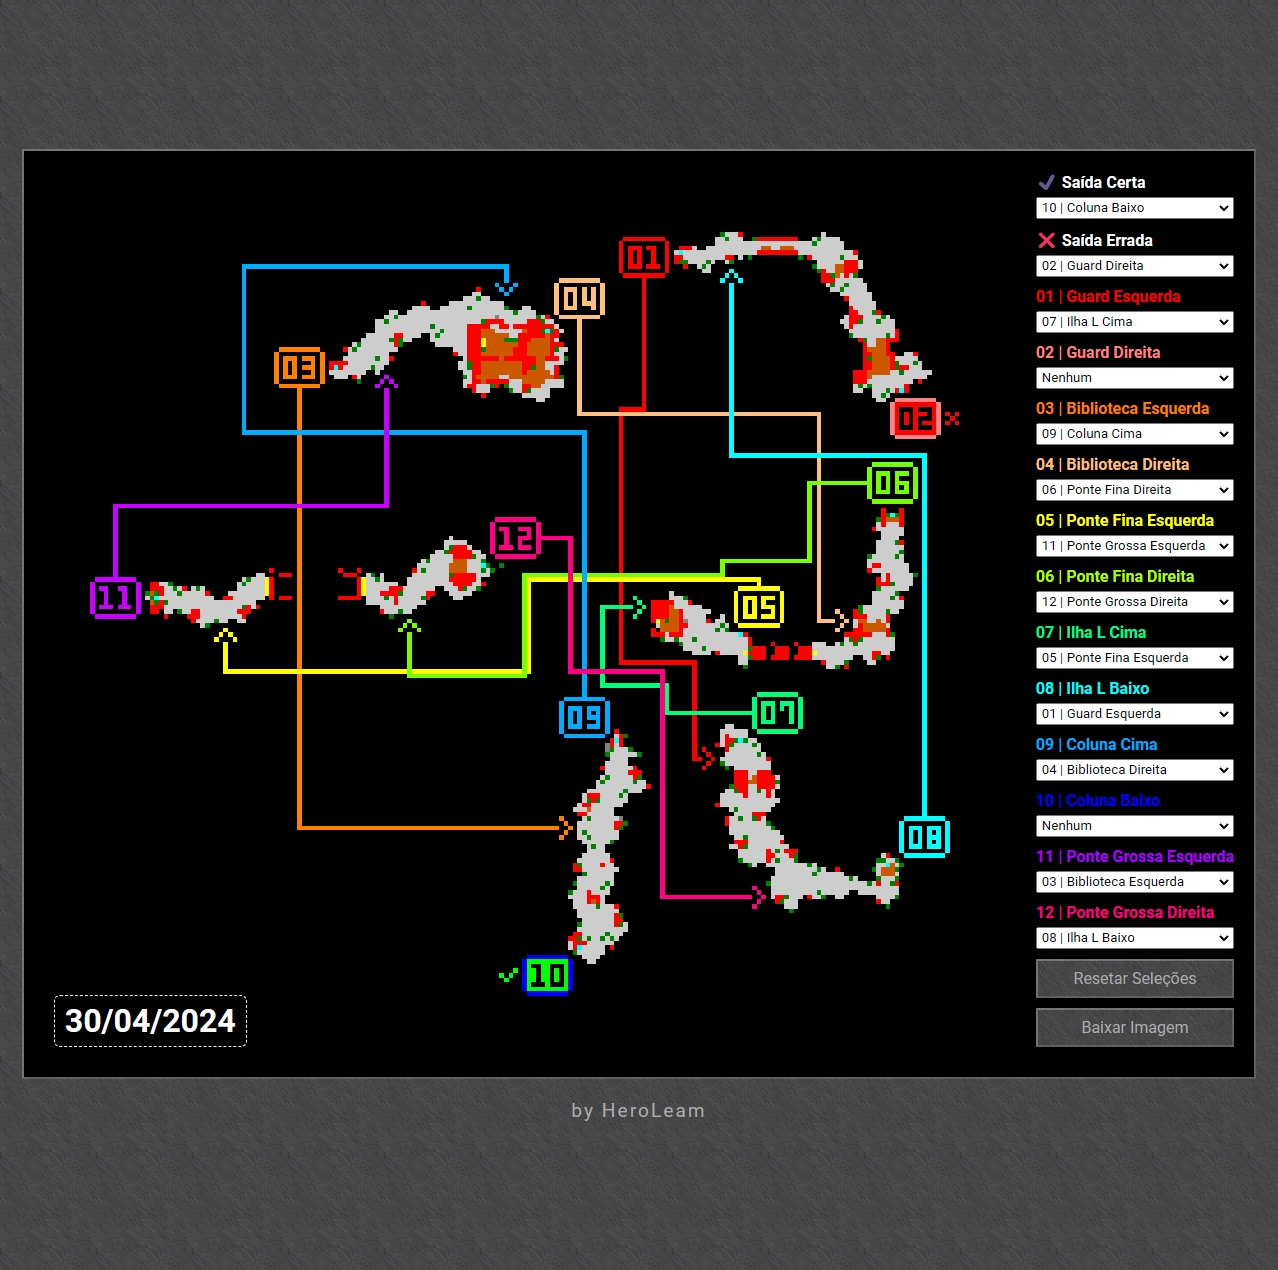 01
04
03
02
06
12
11
05
09
07
08
10
30/04/2024
Saída Certa
10 | Coluna Baixo
Saída Errada
02 | Guard Direita
01 | Guard Esquerda
07 | Ilha L Cima
02 | Guard Direita
Nenhum
03 | Biblioteca Esquerda
09 | Coluna Cima
04 | Biblioteca Direita
06 | Ponte Fina Direita
05 | Ponte Fina Esquerda
11 | Ponte Grossa Esquerda
06 | Ponte Fina Direita
12 | Ponte Grossa Direita
07 | Ilha L Cima
05 | Ponte Fina Esquerda
08 | Ilha L Baixo
01 | Guard Esquerda
09 | Coluna Cima
04 | Biblioteca Direita
10 | Coluna Baixo
Nenhum
11 | Ponte Grossa Esquerda
03 | Biblioteca Esquerda
12 | Ponte Grossa Direita
08 | Ilha L Baixo
Resetar Seleções
Baixar Imagem
by HeroLeam